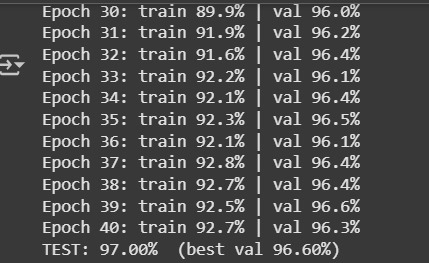 Epoch 30: train 89.9% | val 96.0%
Epoch 31: train 91.9% | val 96.2%
Epoch 32: train 91.6% | val 96.4%
Epoch 33: train 92.2% | val 96.1%
Epoch 34: train 92.1% | val 96.4%
Epoch 35: train 92.3% | val 96.5%
Epoch 36: train 92.1% | val 96.1%
Epoch 37: train 92.8% | val 96.4%
Epoch 38: train 92.7% | val 96.4%
Epoch 39: train 92.5% | val 96.6%
Epoch 40: train 92.7% | val 96.3%
TEST: 97.00%  (best val 96.60%)